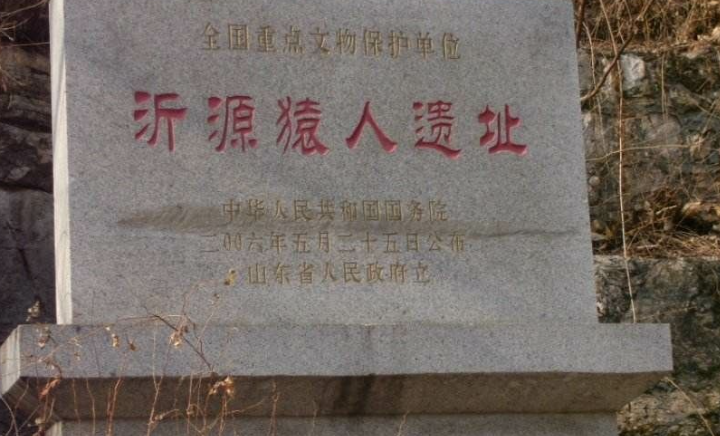 全国重点文物保护单位
沂源猿人遗址
中华人民共和国国务院
二00六年五月二十五日公布
山东省人民政府立